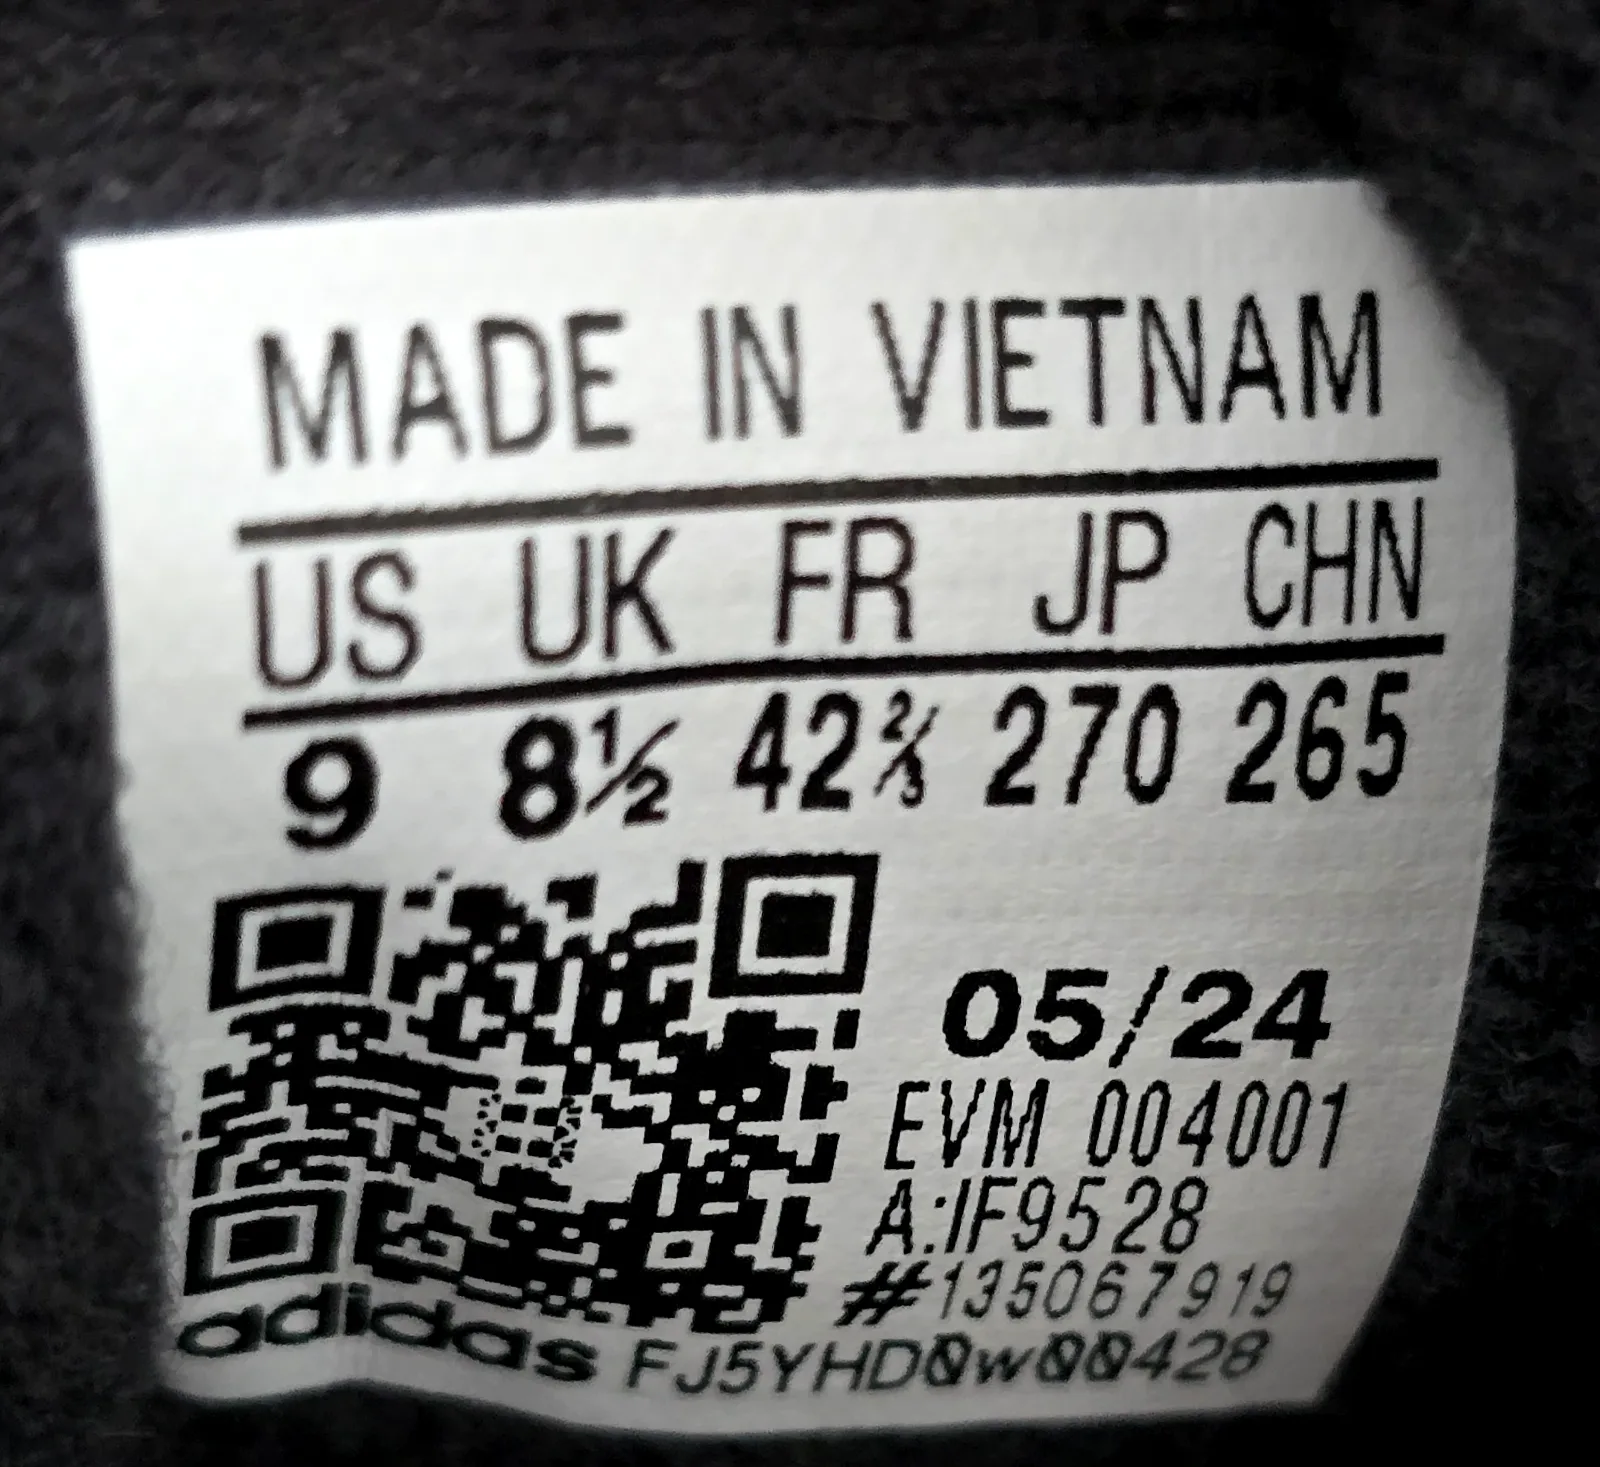 MADE IN VIETNAM
US UK FR JP CHN
9 8½ 42⅔ 270 265
05/24
EVM 004001
A:IF9528
#135067919
adidas FJ5YHD0w00428